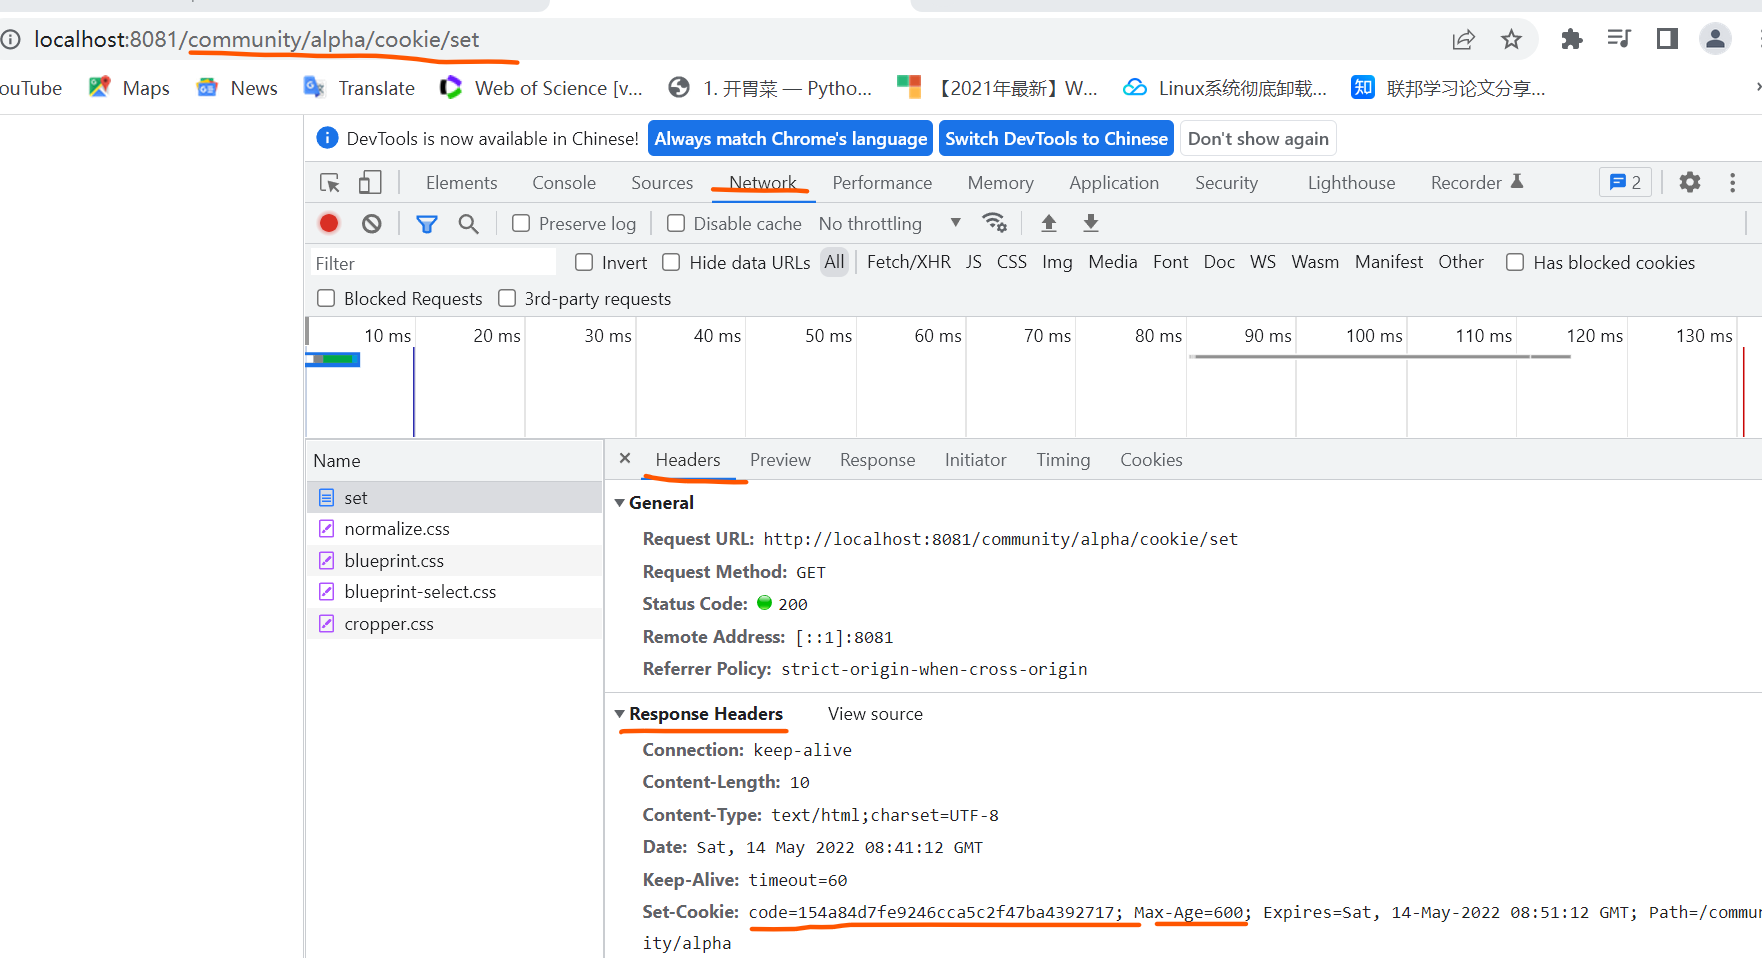 localhost:8081/community/alpha/cookie/set
ouTube Maps News Translate Web of Science [v... 1. 开胃菜 — Pytho... 【2021年最新】W... Linux系统彻底卸载... 知 联邦学习论文分享...
DevTools is now available in Chinese! Always match Chrome's language Switch DevTools to Chinese Don't show again
Elements Console Sources Network Performance Memory Application Security Lighthouse Recorder 2
Preserve log Disable cache No throttling
Filter Invert Hide data URLs All Fetch/XHR JS CSS Img Media Font Doc WS Wasm Manifest Other Has blocked cookies
Blocked Requests 3rd-party requests
10 ms 20 ms 30 ms 40 ms 50 ms 60 ms 70 ms 80 ms 90 ms 100 ms 110 ms 120 ms 130 ms
Name × Headers Preview Response Initiator Timing Cookies
set
normalize.css
blueprint.css
blueprint-select.css
cropper.css
General
Request URL: http://localhost:8081/community/alpha/cookie/set
Request Method: GET
Status Code: 200
Remote Address: [::1]:8081
Referrer Policy: strict-origin-when-cross-origin
Response Headers View source
Connection: keep-alive
Content-Length: 10
Content-Type: text/html;charset=UTF-8
Date: Sat, 14 May 2022 08:41:12 GMT
Keep-Alive: timeout=60
Set-Cookie: code=154a84d7fe9246cca5c2f47ba4392717; Max-Age=600; Expires=Sat, 14-May-2022 08:51:12 GMT; Path=/commun
ity/alpha